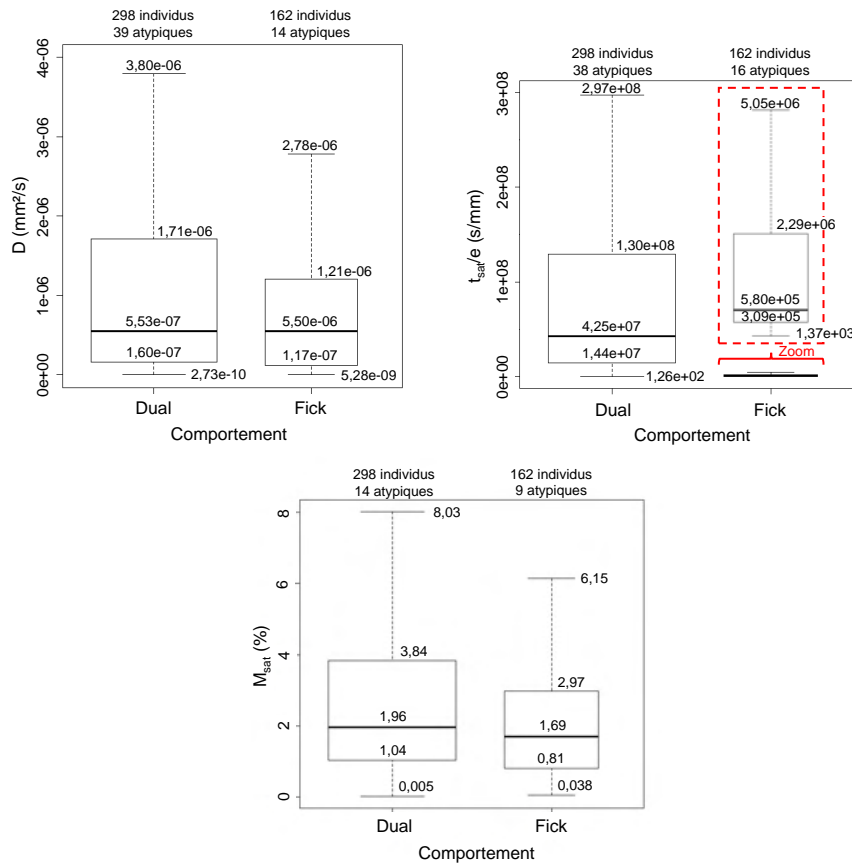 298 individus
39 atypiques
162 individus
14 atypiques
4e-06
3e-06
2e-06
1e-06
0e+00
D (mm²/s)
3,80e-06
1,71e-06
5,53e-07
1,60e-07
2,73e-10
2,78e-06
1,21e-06
5,50e-06
1,17e-07
5,28e-09
Dual
Fick
Comportement
298 individus
38 atypiques
162 individus
16 atypiques
3e+08
2e+08
1e+08
0e+00
tsat/e (s/mm)
2,97e+08
1,30e+08
4,25e+07
1,44e+07
1,26e+02
5,05e+06
2,29e+06
5,80e+05
3,09e+05
1,37e+03
Zoom
Dual
Fick
Comportement
298 individus
14 atypiques
162 individus
9 atypiques
8
6
4
2
0
Msat (%)
8,03
3,84
1,96
1,04
0,005
6,15
2,97
1,69
0,81
0,038
Dual
Fick
Comportement